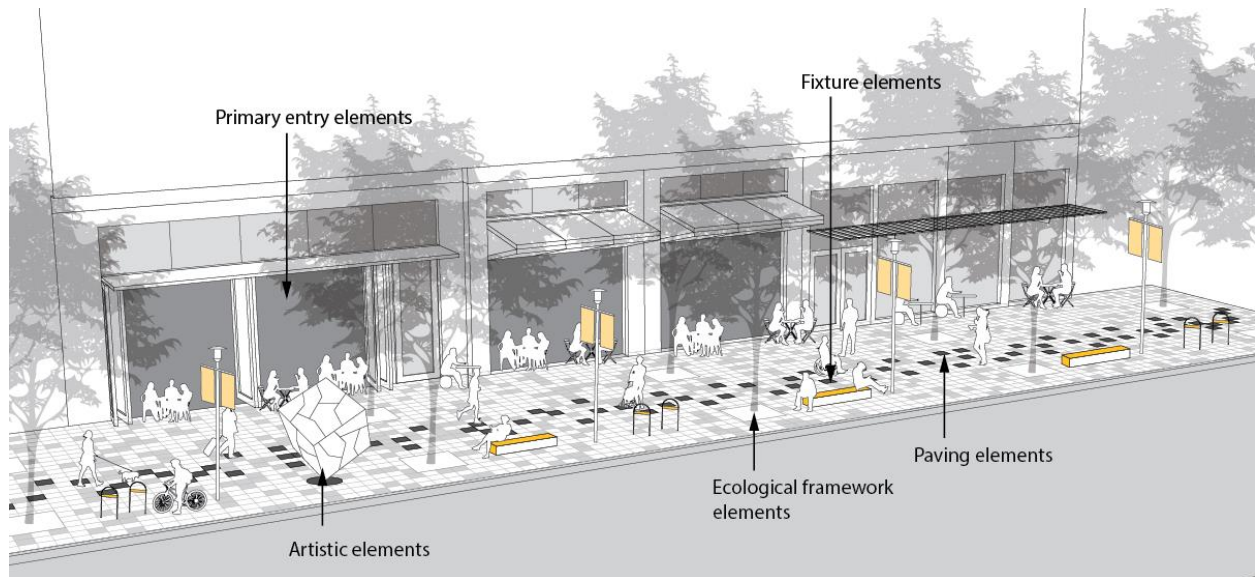 Fixture elements
Primary entry elements
Paving elements
Ecological framework
elements
Artistic elements